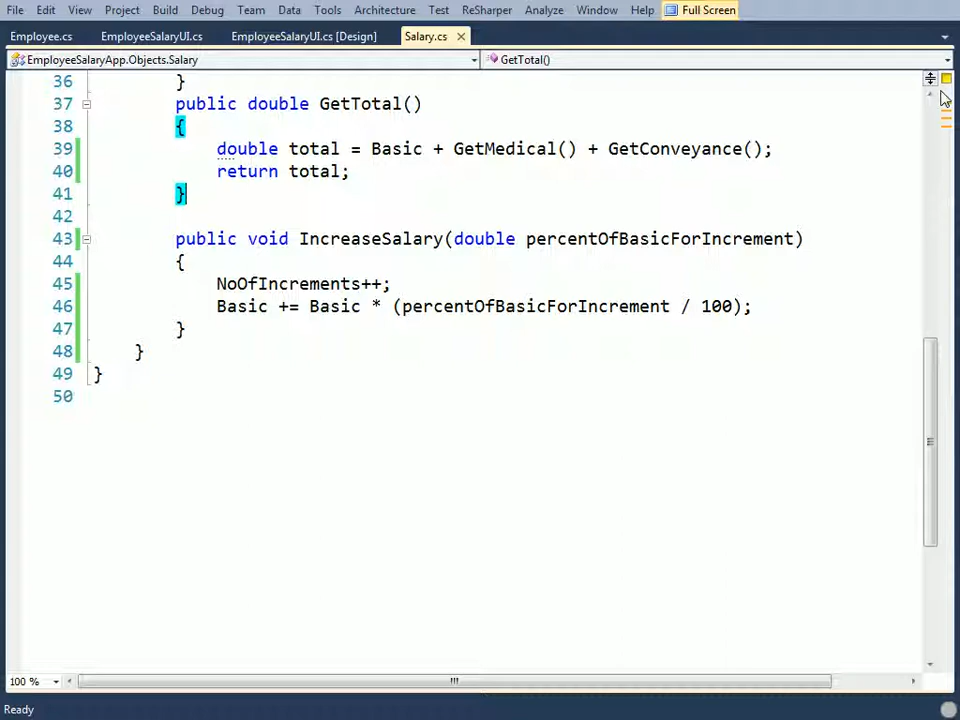 File Edit View Project Build Debug Team Data Tools Architecture Test ReSharper Analyze Window Help Full Screen
Employee.cs EmployeeSalaryUI.cs EmployeeSalaryUI.cs [Design] Salary.cs
EmployeeSalaryApp.Objects.Salary GetTotal()
36 }
37 public double GetTotal()
38 {
39 double total = Basic + GetMedical() + GetConveyance();
40 return total;
41 }
42
43 public void IncreaseSalary(double percentOfBasicForIncrement)
44 {
45 NoOfIncrements++;
46 Basic += Basic * (percentOfBasicForIncrement / 100);
47 }
48 }
49 }
50
100 %
Ready